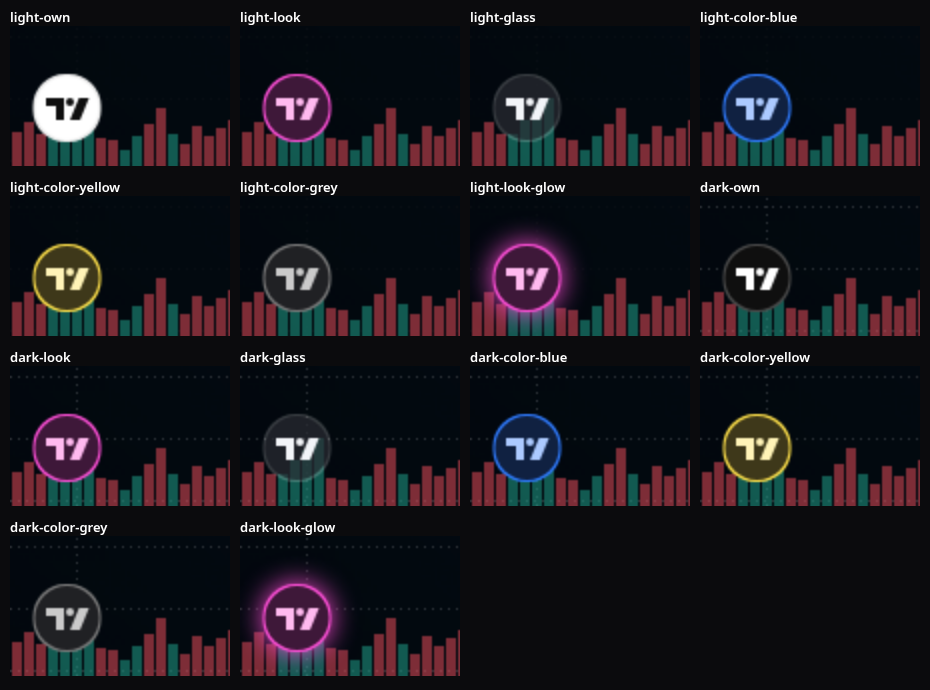 light-own light-look light-glass light-color-blue
light-color-yellow light-color-grey light-look-glow dark-own
dark-look dark-glass dark-color-blue dark-color-yellow
dark-color-grey dark-look-glow